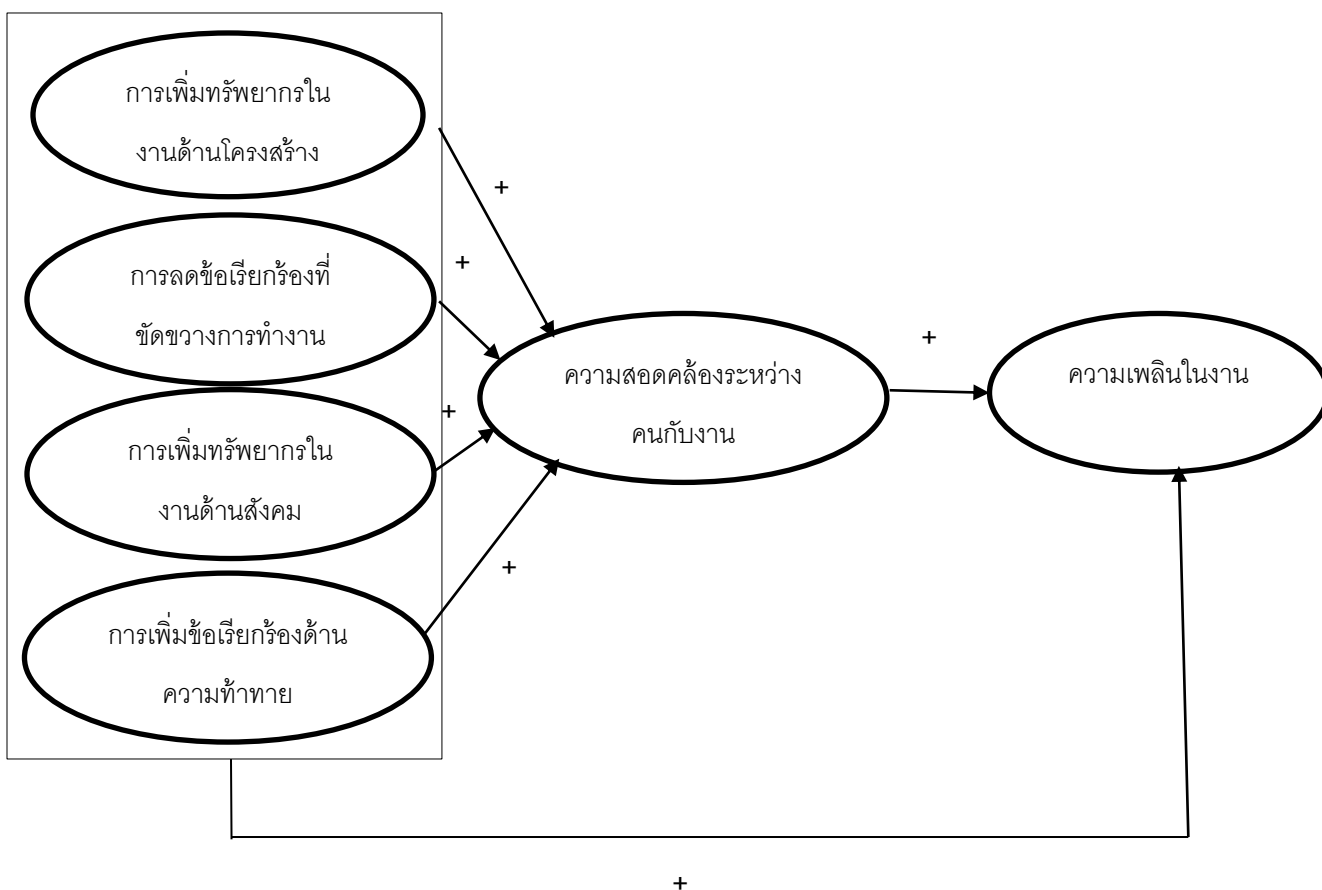 การเพิ่มทรัพยากรใน
งานด้านโครงสร้าง
+
การลดข้อเรียกร้องที่
ขัดขวางการทำงาน
+
การเพิ่มทรัพยากรใน
งานด้านสังคม
+
การเพิ่มข้อเรียกร้องด้าน
ความท้าทาย
+
ความสอดคล้องระหว่าง
คนกับงาน
+
ความเพลินในงาน
+